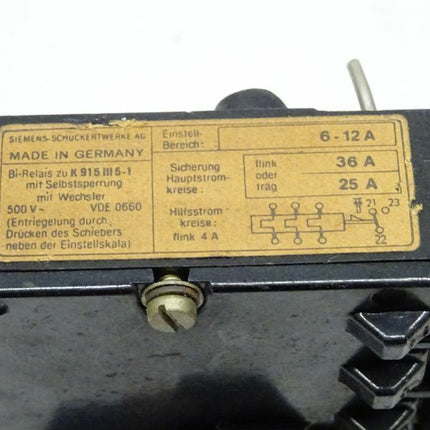 SIEMENS-SCHUCKERTWERKE AG
MADE IN GERMANY
Bi-Relais zu K 915 III 5-1
mit Selbstsperrung
mit Wechsler
500 V~ VDE 0660
(Entriegelung durch
Drücken des Schiebers
neben der Einstellskala)
Einstell-
Bereich: 6-12 A
Sicherung
Hauptstrom-
kreise:
flink 36 A
oder
träg 25 A
Hilfsstrom
kreise:
flink 4 A
21 23
22